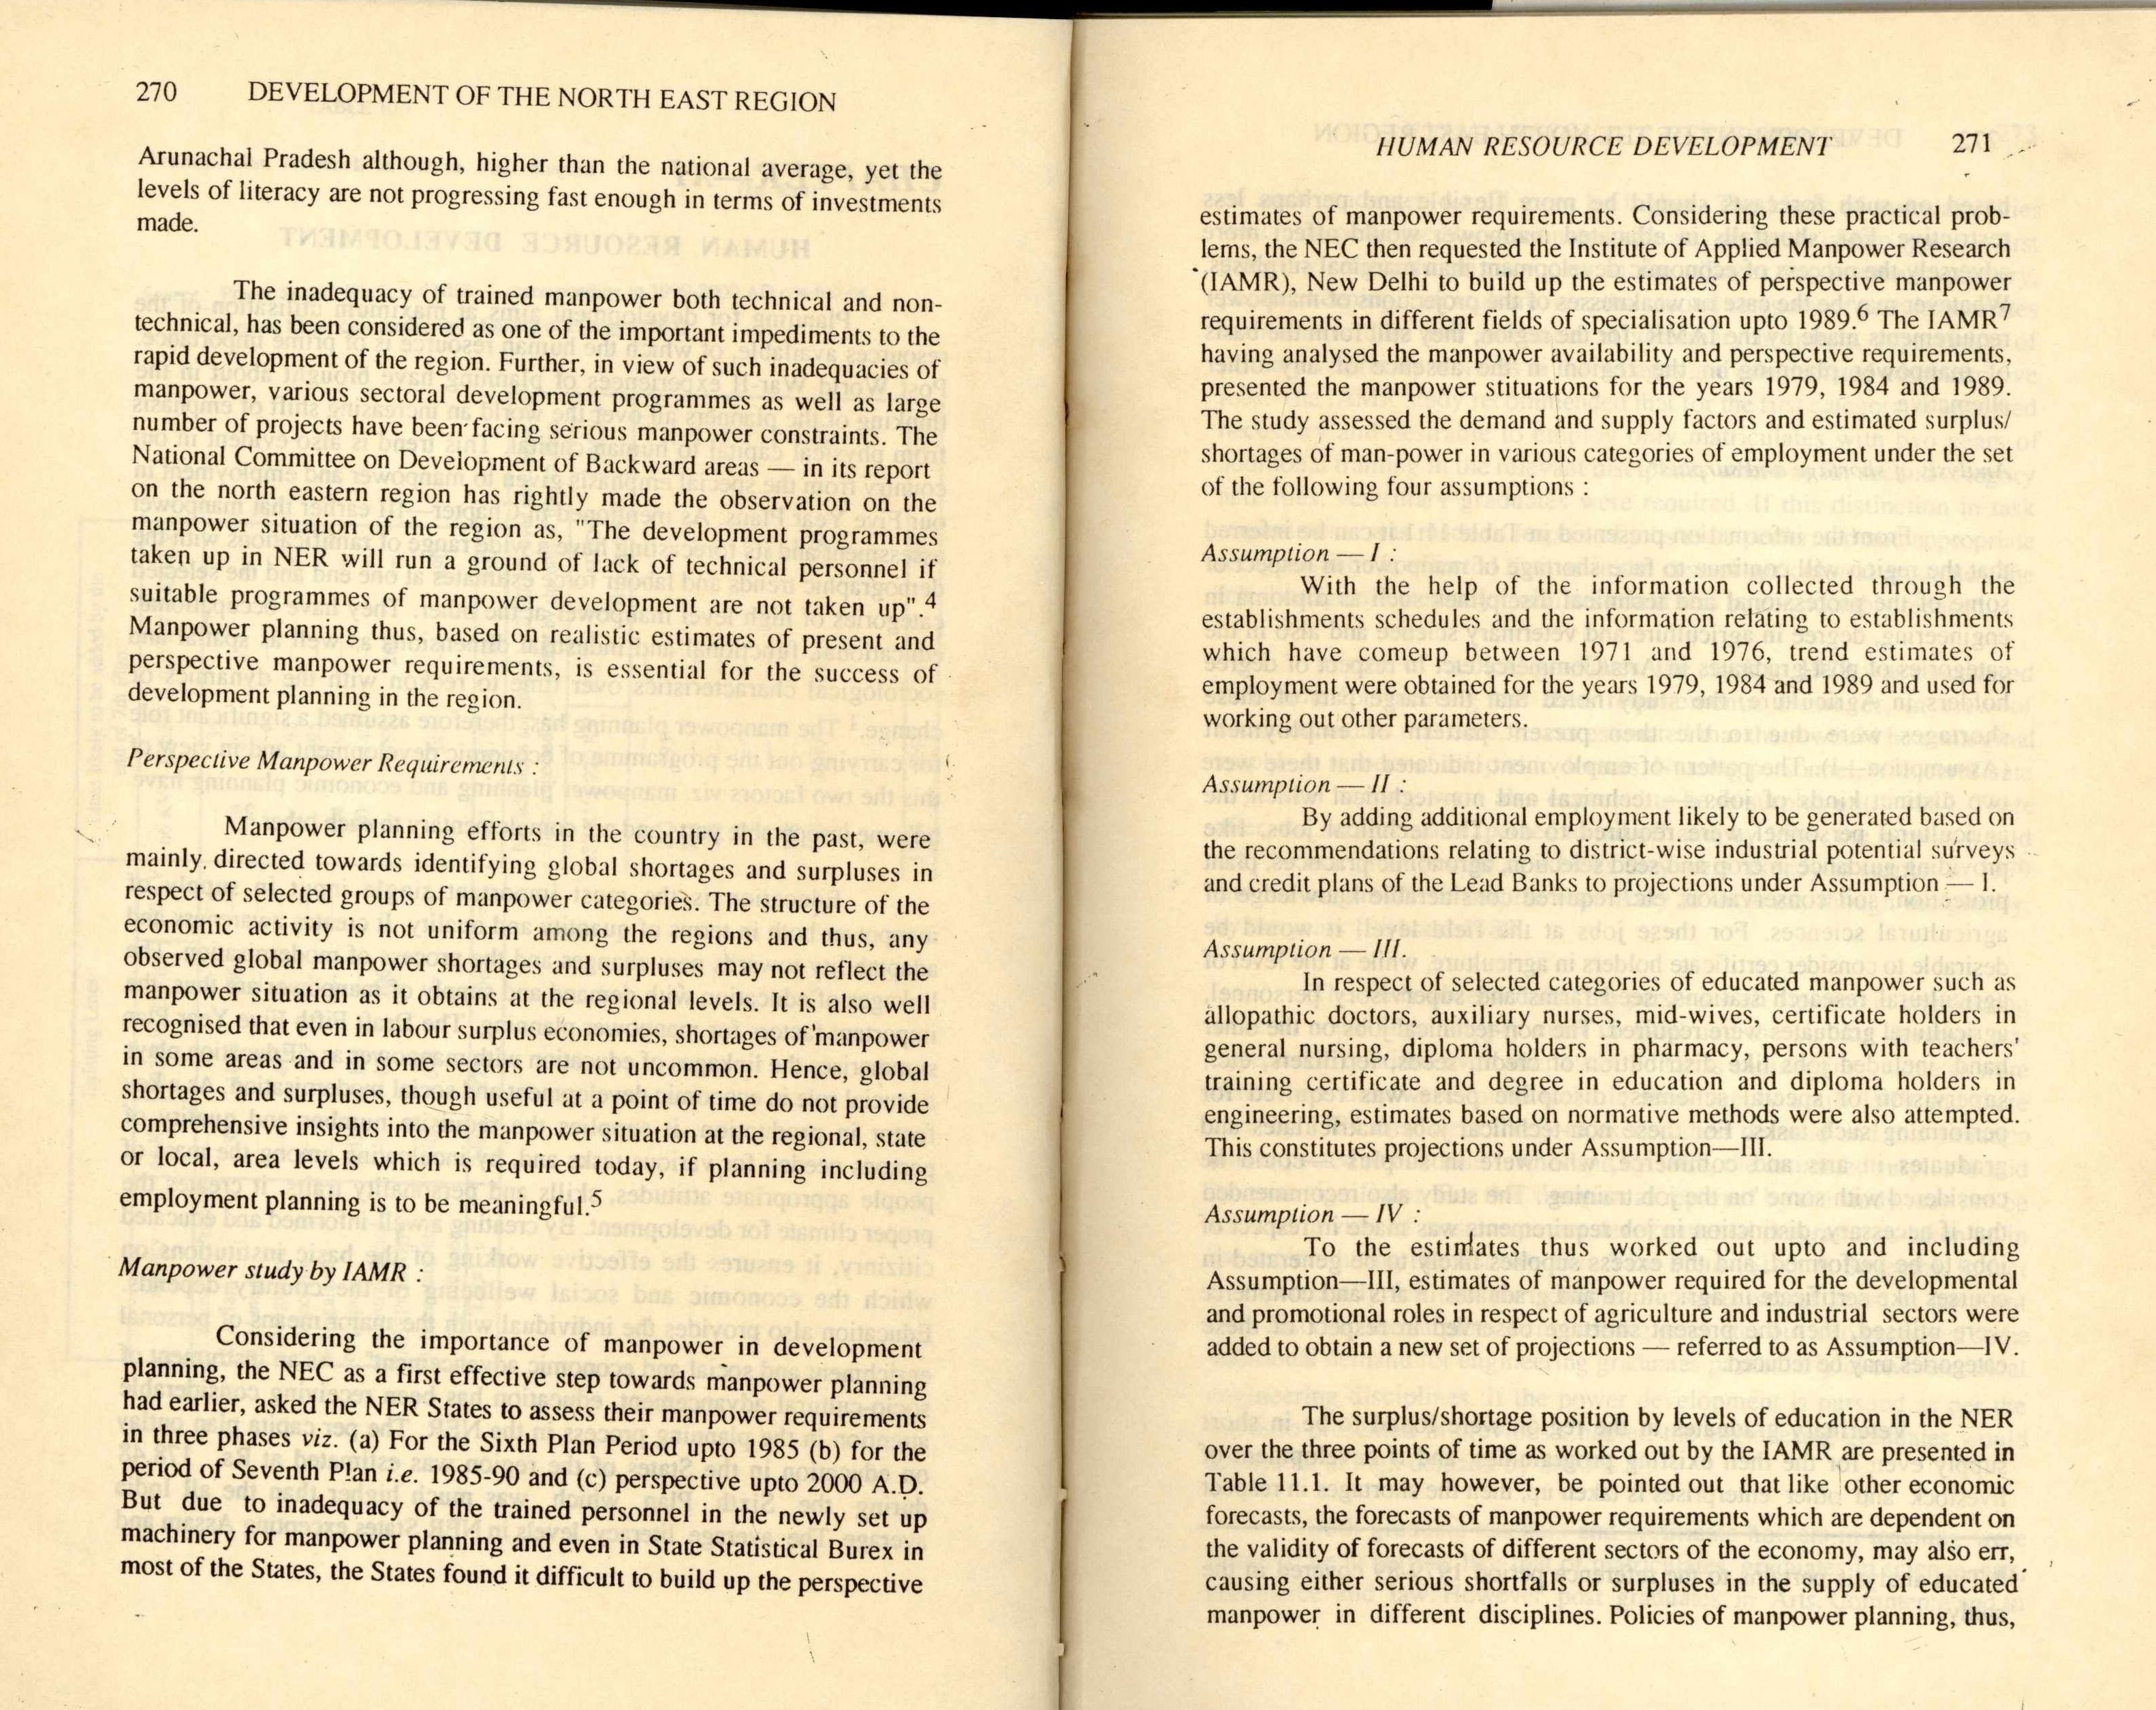 270 DEVELOPMENT OF THE NORTH EAST REGION
Arunachal Pradesh although, higher than the national average, yet the
levels of literacy are not progressing fast enough in terms of investments
made.
The inadequacy of trained manpower both technical and non-
technical, has been considered as one of the important impediments to the
rapid development of the region. Further, in view of such inadequacies of
manpower, various sectoral development programmes as well as large
number of projects have been facing serious manpower constraints. The
National Committee on Development of Backward areas — in its report
on the north eastern region has rightly made the observation on the
manpower situation of the region as, "The development programmes
taken up in NER will run a ground of lack of technical personnel if
suitable programmes of manpower development are not taken up".4
Manpower planning thus, based on realistic estimates of present and
perspective manpower requirements, is essential for the success of
development planning in the region.
Perspective Manpower Requirements :
Manpower planning efforts in the country in the past, were
mainly directed towards identifying global shortages and surpluses in
respect of selected groups of manpower categories. The structure of the
economic activity is not uniform among the regions and thus, any
observed global manpower shortages and surpluses may not reflect the
manpower situation as it obtains at the regional levels. It is also well
recognised that even in labour surplus economies, shortages of manpower
in some areas and in some sectors are not uncommon. Hence, global
shortages and surpluses, though useful at a point of time do not provide
comprehensive insights into the manpower situation at the regional, state
or local, area levels which is required today, if planning including
employment planning is to be meaningful.5
Manpower study by IAMR :
Considering the importance of manpower in development
planning, the NEC as a first effective step towards manpower planning
had earlier, asked the NER States to assess their manpower requirements
in three phases viz. (a) For the Sixth Plan Period upto 1985 (b) for the
period of Seventh Plan i.e. 1985-90 and (c) perspective upto 2000 A.D.
But due to inadequacy of the trained personnel in the newly set up
machinery for manpower planning and even in State Statistical Burex in
most of the States, the States found it difficult to build up the perspective
HUMAN RESOURCE DEVELOPMENT 271
estimates of manpower requirements. Considering these practical prob-
lems, the NEC then requested the Institute of Applied Manpower Research
(IAMR), New Delhi to build up the estimates of perspective manpower
requirements in different fields of specialisation upto 1989.6 The IAMR7
having analysed the manpower availability and perspective requirements,
presented the manpower stituations for the years 1979, 1984 and 1989.
The study assessed the demand and supply factors and estimated surplus/
shortages of man-power in various categories of employment under the set
of the following four assumptions :
Assumption — I :
With the help of the information collected through the
establishments schedules and the information relating to establishments
which have comeup between 1971 and 1976, trend estimates of
employment were obtained for the years 1979, 1984 and 1989 and used for
working out other parameters.
Assumption — II :
By adding additional employment likely to be generated based on
the recommendations relating to district-wise industrial potential surveys
and credit plans of the Lead Banks to projections under Assumption — I.
Assumption — III.
In respect of selected categories of educated manpower such as
allopathic doctors, auxiliary nurses, mid-wives, certificate holders in
general nursing, diploma holders in pharmacy, persons with teachers'
training certificate and degree in education and diploma holders in
engineering, estimates based on normative methods were also attempted.
This constitutes projections under Assumption—III.
Assumption — IV :
To the estimates thus worked out upto and including
Assumption—III, estimates of manpower required for the developmental
and promotional roles in respect of agriculture and industrial sectors were
added to obtain a new set of projections — referred to as Assumption—IV.
The surplus/shortage position by levels of education in the NER
over the three points of time as worked out by the IAMR are presented in
Table 11.1. It may however, be pointed out that like other economic
forecasts, the forecasts of manpower requirements which are dependent on
the validity of forecasts of different sectors of the economy, may also err,
causing either serious shortfalls or surpluses in the supply of educated
manpower in different disciplines. Policies of manpower planning, thus,